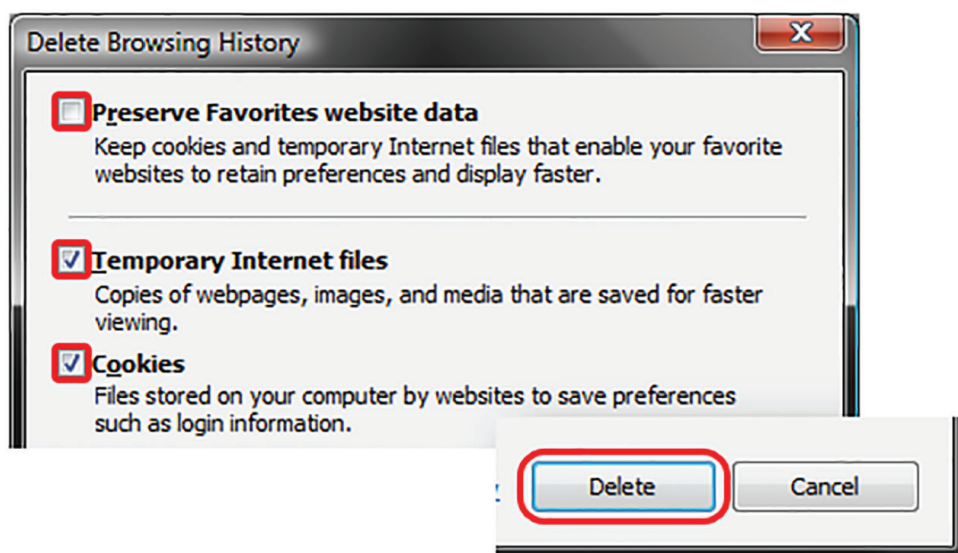 Delete Browsing History
Preserve Favorites website data
Keep cookies and temporary Internet files that enable your favorite
websites to retain preferences and display faster.
Temporary Internet files
Copies of webpages, images, and media that are saved for faster
viewing.
Cookies
Files stored on your computer by websites to save preferences
such as login information.
Delete
Cancel